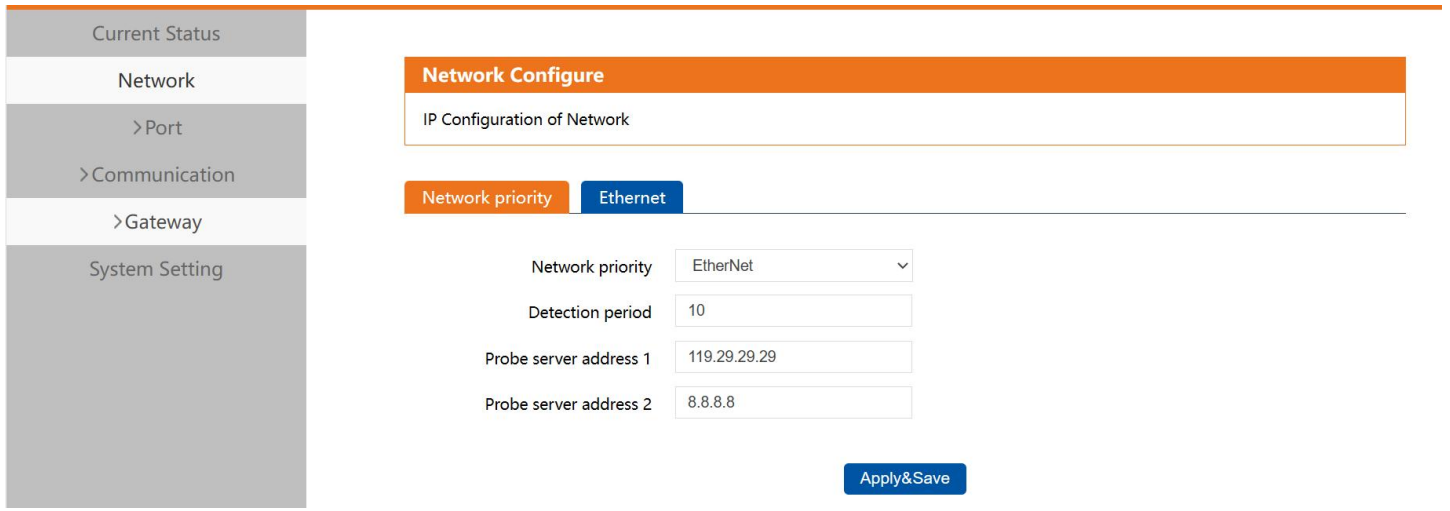 Current Status
Network
>Port
>Communication
>Gateway
System Setting
Network Configure
IP Configuration of Network
Network priority Ethernet
Network priority EtherNet
Detection period 10
Probe server address 1 119.29.29.29
Probe server address 2 8.8.8.8
Apply&Save